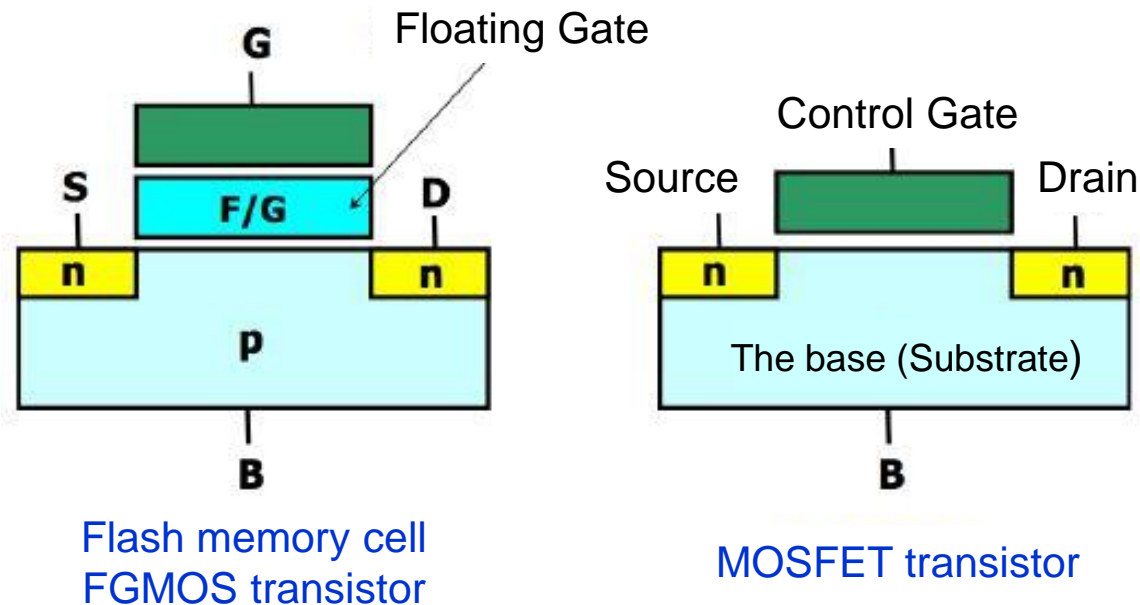 G
Floating Gate
S
F/G
D
n
n
p
B
Flash memory cell
FGMOS transistor
Control Gate
Source
Drain
n
n
The base (Substrate)
B
MOSFET transistor